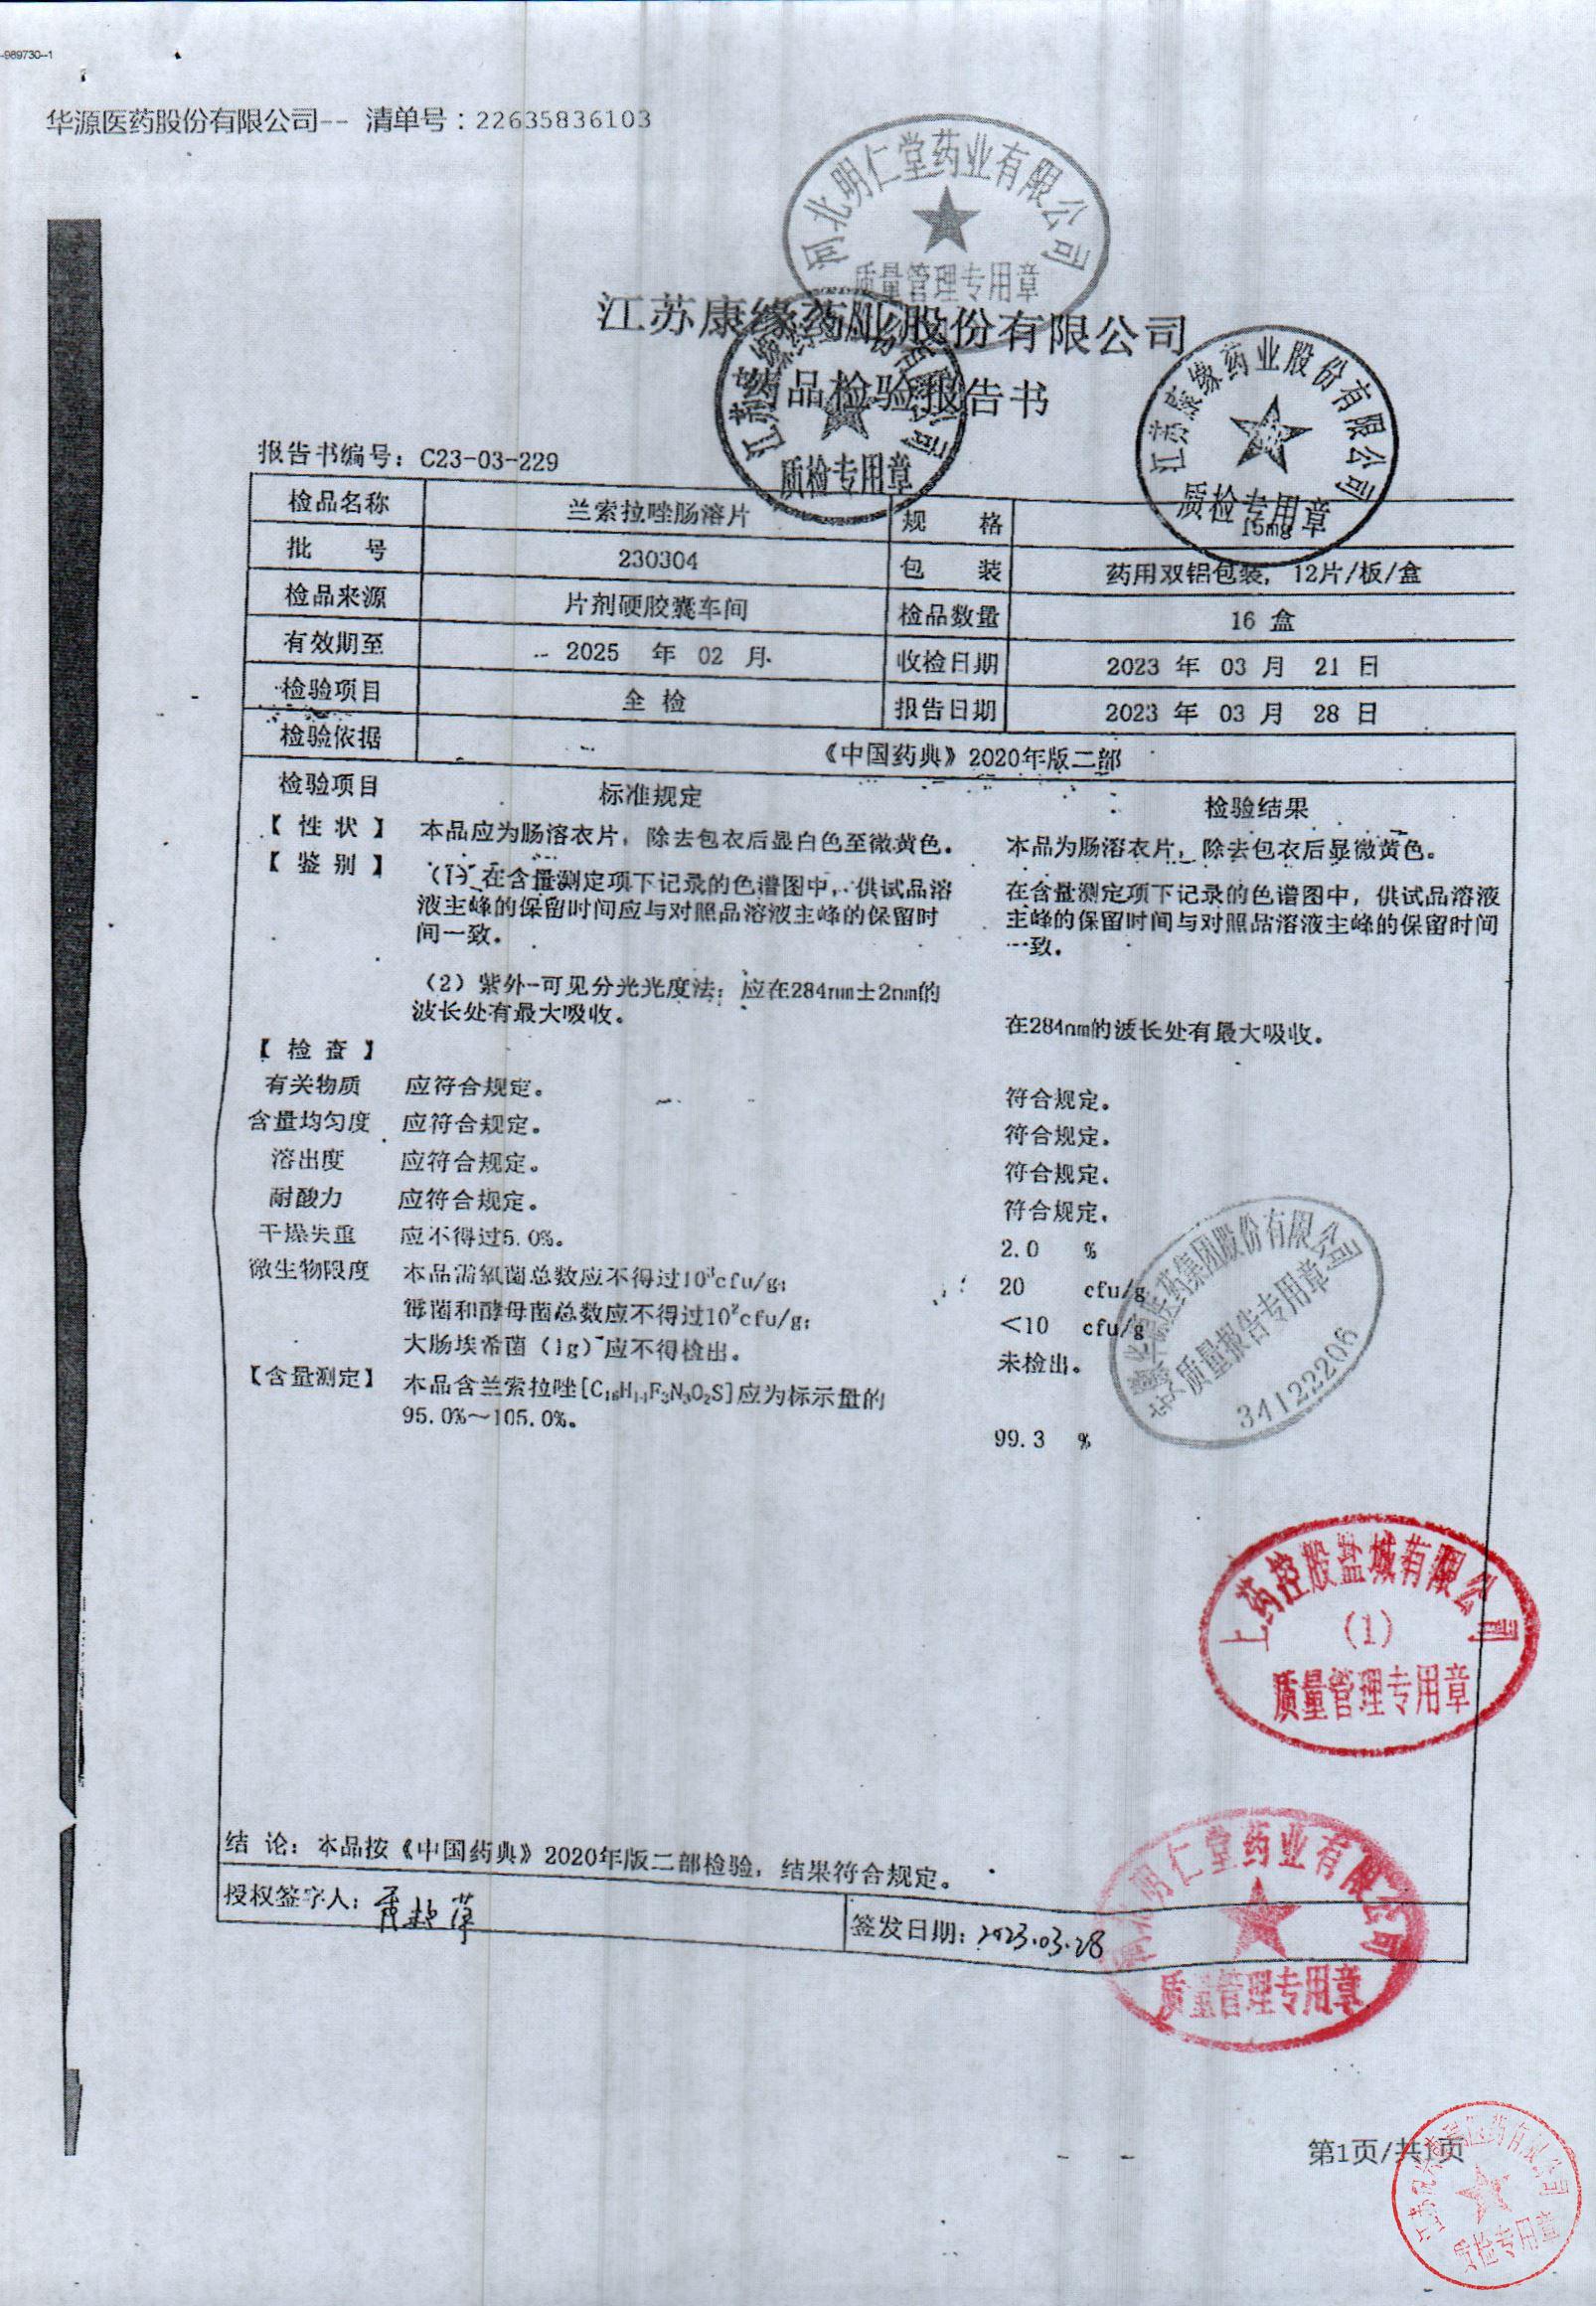 -989730--1
华源医药股份有限公司-- 清单号：22635836103
河北明仁堂药业有限公司
质量管理专用章
江苏康缘药业股份有限公司
药品检验报告书
江苏康缘药业股份有限公司
质检专用章
江苏康缘药业股份有限公司
质检专用章
报告书编号：C23-03-229
检品名称 兰索拉唑肠溶片 规 格 15mg
批 号 230304 包 装 药用双铝包装，12片/板/盒
检品来源 片剂硬胶囊车间 检品数量 16 盒
有效期至 2025 年 02 月 收检日期 2023 年 03 月 21 日
检验项目 全 检 报告日期 2023 年 03 月 28 日
检验依据 《中国药典》2020年版二部
检验项目 标准规定 检验结果
【 性 状 】 本品应为肠溶衣片，除去包衣后显白色至微黄色。 本品为肠溶衣片，除去包衣后显微黄色。
【 鉴 别 】 （1）在含量测定项下记录的色谱图中，供试品溶 在含量测定项下记录的色谱图中，供试品溶液
液主峰的保留时间应与对照品溶液主峰的保留时 主峰的保留时间与对照品溶液主峰的保留时间
间一致。 一致。
（2）紫外-可见分光光度法：应在284nm±2nm的
波长处有最大吸收。 在284nm的波长处有最大吸收。
【 检 查 】
有关物质 应符合规定。 符合规定。
含量均匀度 应符合规定。 符合规定。
溶出度 应符合规定。 符合规定。
耐酸力 应符合规定。 符合规定。
干燥失重 应不得过5.0%。 2.0 %
微生物限度 本品需氧菌总数应不得过10³cfu/g； 20 cfu/g
霉菌和酵母菌总数应不得过10²cfu/g； <10 cfu/g
大肠埃希菌（1g）应不得检出。 未检出。
【含量测定】 本品含兰索拉唑[C₁₆H₁₄F₃N₃O₂S]应为标示量的
95.0%～105.0%。 99.3 %
医药集团股份有限公司
质量报告专用章
34122206
上药控股盐城有限公司
（1）
质量管理专用章
结 论：本品按《中国药典》2020年版二部检验，结果符合规定。
授权签字人： 签发日期：2023.03.28
河北明仁堂药业有限公司
质量管理专用章
第1页/共1页
质检专用章